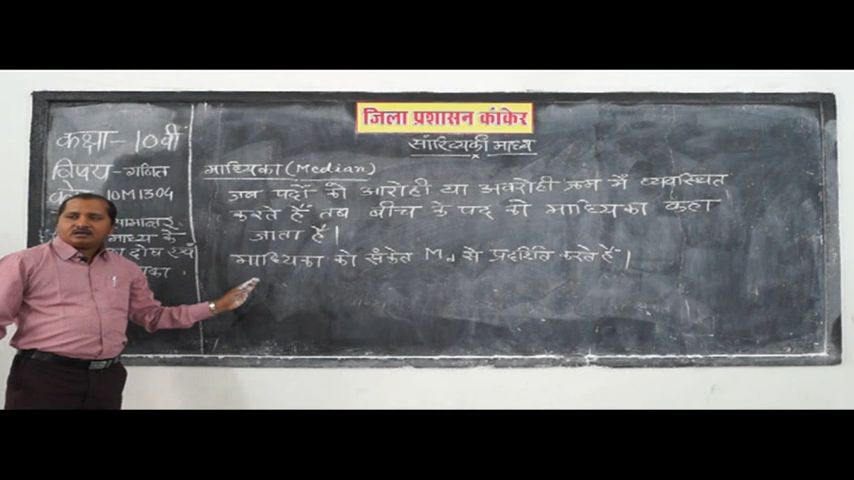 जिला प्रशासन कांकेर
सांख्यिकी माध्य
कक्षा - 10वीं
विषय - गणित
10M1304
माध्य के
माध्यिका (Median)
जब पदों को आरोही या अवरोही क्रम में व्यवस्थित
करते हैं तब बीच के पद को माध्यिका कहा
जाता है।
माध्यिका को संकेत Md से प्रदर्शित करते हैं।